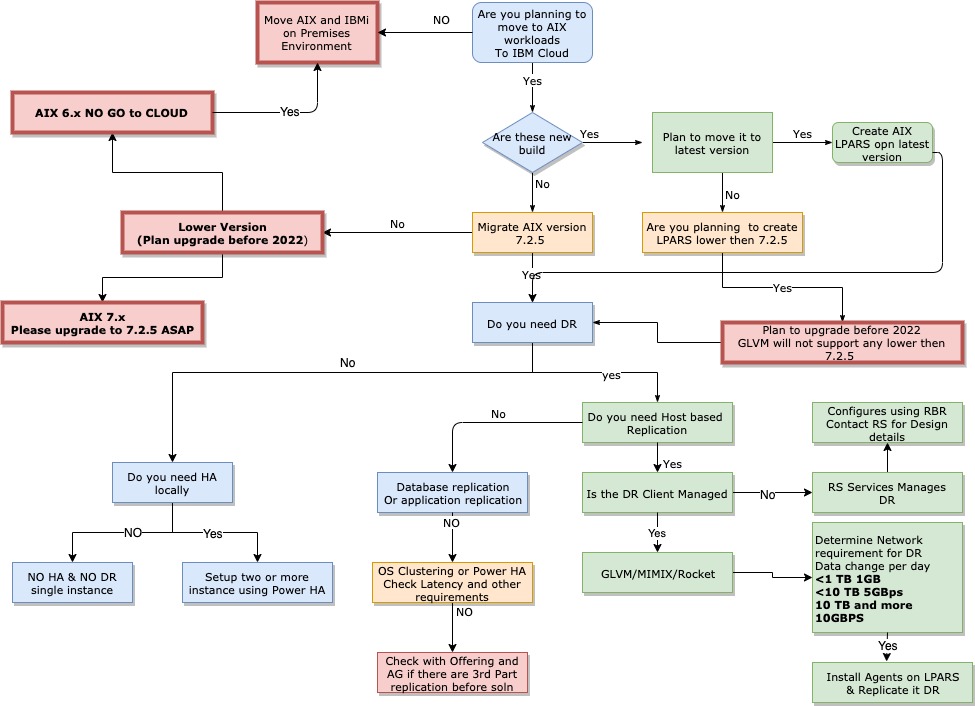 Are you planning to
move to AIX
workloads
To IBM Cloud
NO
Move AIX and IBMi
on Premises
Environment
Yes
Are these new
build
Yes
Plan to move it to
latest version
Yes
Create AIX
LPARS opn latest
version
AIX 6.x NO GO to CLOUD
Yes
No
No
Migrate AIX version
7.2.5
Are you planning  to create
LPARS lower then 7.2.5
No
Lower Version
(Plan upgrade before 2022)
Yes
Yes
AIX 7.x
Please upgrade to 7.2.5 ASAP
Do you need DR
Plan to upgrade before 2022
GLVM will not support any lower then
7.2.5
No
yes
Do you need Host based
Replication
No
Yes
Configures using RBR
Contact RS for Design
details
Do you need HA
locally
Database replication
Or application replication
Is the DR Client Managed
No
RS Services Manages
DR
NO
Yes
NO
Yes
NO HA & NO DR
single instance
Setup two or more
instance using Power HA
OS Clustering or Power HA
Check Latency and other
requirements
GLVM/MIMIX/Rocket
Determine Network
requirement for DR
Data change per day
<1 TB 1GB
<10 TB 5GBps
10 TB and more
10GBPS
NO
Yes
Check with Offering and
AG if there are 3rd Part
replication before soln
Install Agents on LPARS
& Replicate it DR